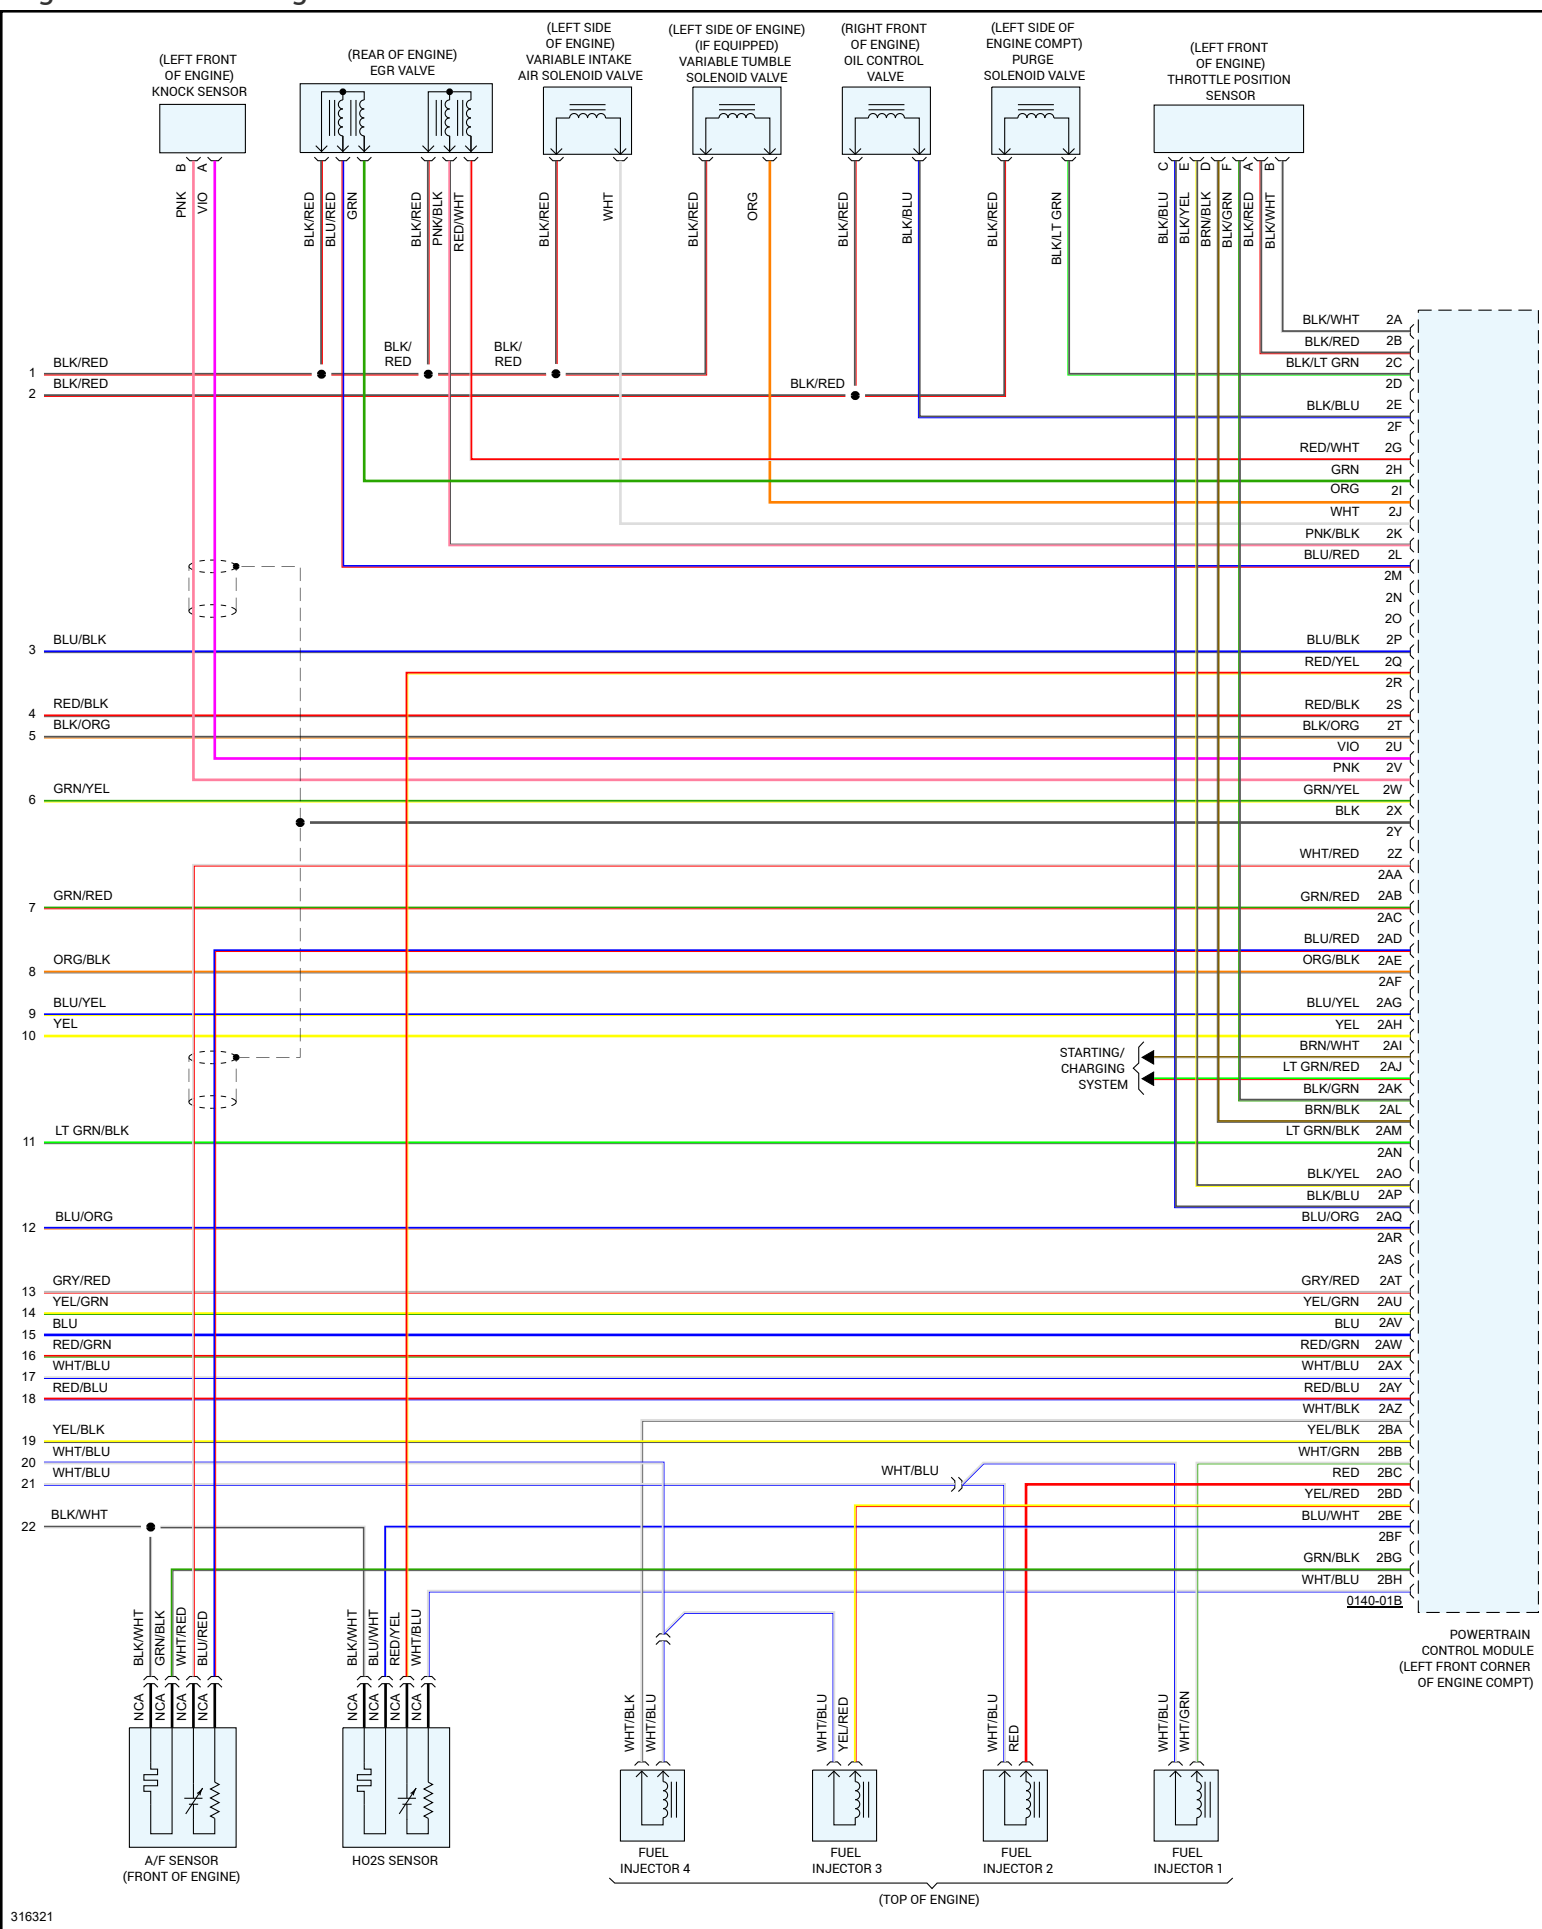 (LEFT FRONT
OF ENGINE)
KNOCK SENSOR
(REAR OF ENGINE)
EGR VALVE
(LEFT SIDE
OF ENGINE)
VARIABLE INTAKE
AIR SOLENOID VALVE
(LEFT SIDE OF ENGINE)
(IF EQUIPPED)
VARIABLE TUMBLE
SOLENOID VALVE
(RIGHT FRONT
OF ENGINE)
OIL CONTROL
VALVE
(LEFT SIDE OF
ENGINE COMPT)
PURGE
SOLENOID VALVE
(LEFT FRONT
OF ENGINE)
THROTTLE POSITION
SENSOR
B
A
C
E
D
F
A
B
PNK
VIO
BLK/RED
BLU/RED
GRN
BLK/RED
PNK/BLK
RED/WHT
BLK/RED
WHT
BLK/RED
ORG
BLK/RED
BLK/BLU
BLK/RED
BLK/LT GRN
BLK/BLU
BLK/YEL
BRN/BLK
BLK/GRN
BLK/RED
BLK/WHT
BLK/
RED
BLK/
RED
BLK/RED
1 BLK/RED
2 BLK/RED
3 BLU/BLK
4 RED/BLK
5 BLK/ORG
6 GRN/YEL
7 GRN/RED
8 ORG/BLK
9 BLU/YEL
10 YEL
11 LT GRN/BLK
12 BLU/ORG
13 GRY/RED
14 YEL/GRN
15 BLU
16 RED/GRN
17 WHT/BLU
18 RED/BLU
19 YEL/BLK
20 WHT/BLU
21 WHT/BLU
22 BLK/WHT
BLK/WHT 2A
BLK/RED 2B
BLK/LT GRN 2C
2D
BLK/BLU 2E
2F
RED/WHT 2G
GRN 2H
ORG 2I
WHT 2J
PNK/BLK 2K
BLU/RED 2L
2M
2N
2O
BLU/BLK 2P
RED/YEL 2Q
2R
RED/BLK 2S
BLK/ORG 2T
VIO 2U
PNK 2V
GRN/YEL 2W
BLK 2X
2Y
WHT/RED 2Z
2AA
GRN/RED 2AB
2AC
BLU/RED 2AD
ORG/BLK 2AE
2AF
BLU/YEL 2AG
YEL 2AH
BRN/WHT 2AI
LT GRN/RED 2AJ
BLK/GRN 2AK
BRN/BLK 2AL
LT GRN/BLK 2AM
2AN
BLK/YEL 2AO
BLK/BLU 2AP
BLU/ORG 2AQ
2AR
2AS
GRY/RED 2AT
YEL/GRN 2AU
BLU 2AV
RED/GRN 2AW
WHT/BLU 2AX
RED/BLU 2AY
WHT/BLK 2AZ
YEL/BLK 2BA
WHT/GRN 2BB
RED 2BC
YEL/RED 2BD
BLU/WHT 2BE
2BF
GRN/BLK 2BG
WHT/BLU 2BH
0140-01B
STARTING/
CHARGING
SYSTEM
WHT/BLU
POWERTRAIN
CONTROL MODULE
(LEFT FRONT CORNER
OF ENGINE COMPT)
BLK/WHT
GRN/BLK
WHT/RED
BLU/RED
NCA
NCA
NCA
NCA
BLK/WHT
BLU/WHT
RED/YEL
WHT/BLU
NCA
NCA
NCA
NCA
WHT/BLK
WHT/BLU
WHT/BLU
YEL/RED
WHT/BLU
RED
WHT/BLU
WHT/GRN
A/F SENSOR
(FRONT OF ENGINE)
HO2S SENSOR
FUEL
INJECTOR 4
FUEL
INJECTOR 3
FUEL
INJECTOR 2
FUEL
INJECTOR 1
(TOP OF ENGINE)
316321